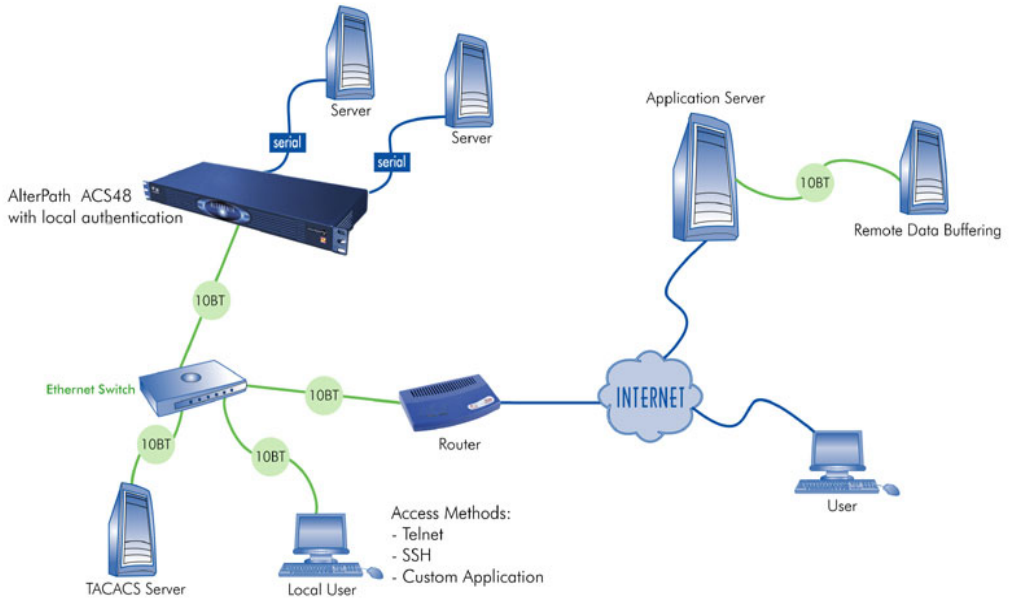 Server
Server
serial
serial
AlterPath ACS48
with local authentication
Application Server
10BT
Remote Data Buffering
10BT
Ethernet Switch
10BT
Router
INTERNET
10BT
10BT
User
TACACS Server
Local User
Access Methods:
- Telnet
- SSH
- Custom Application